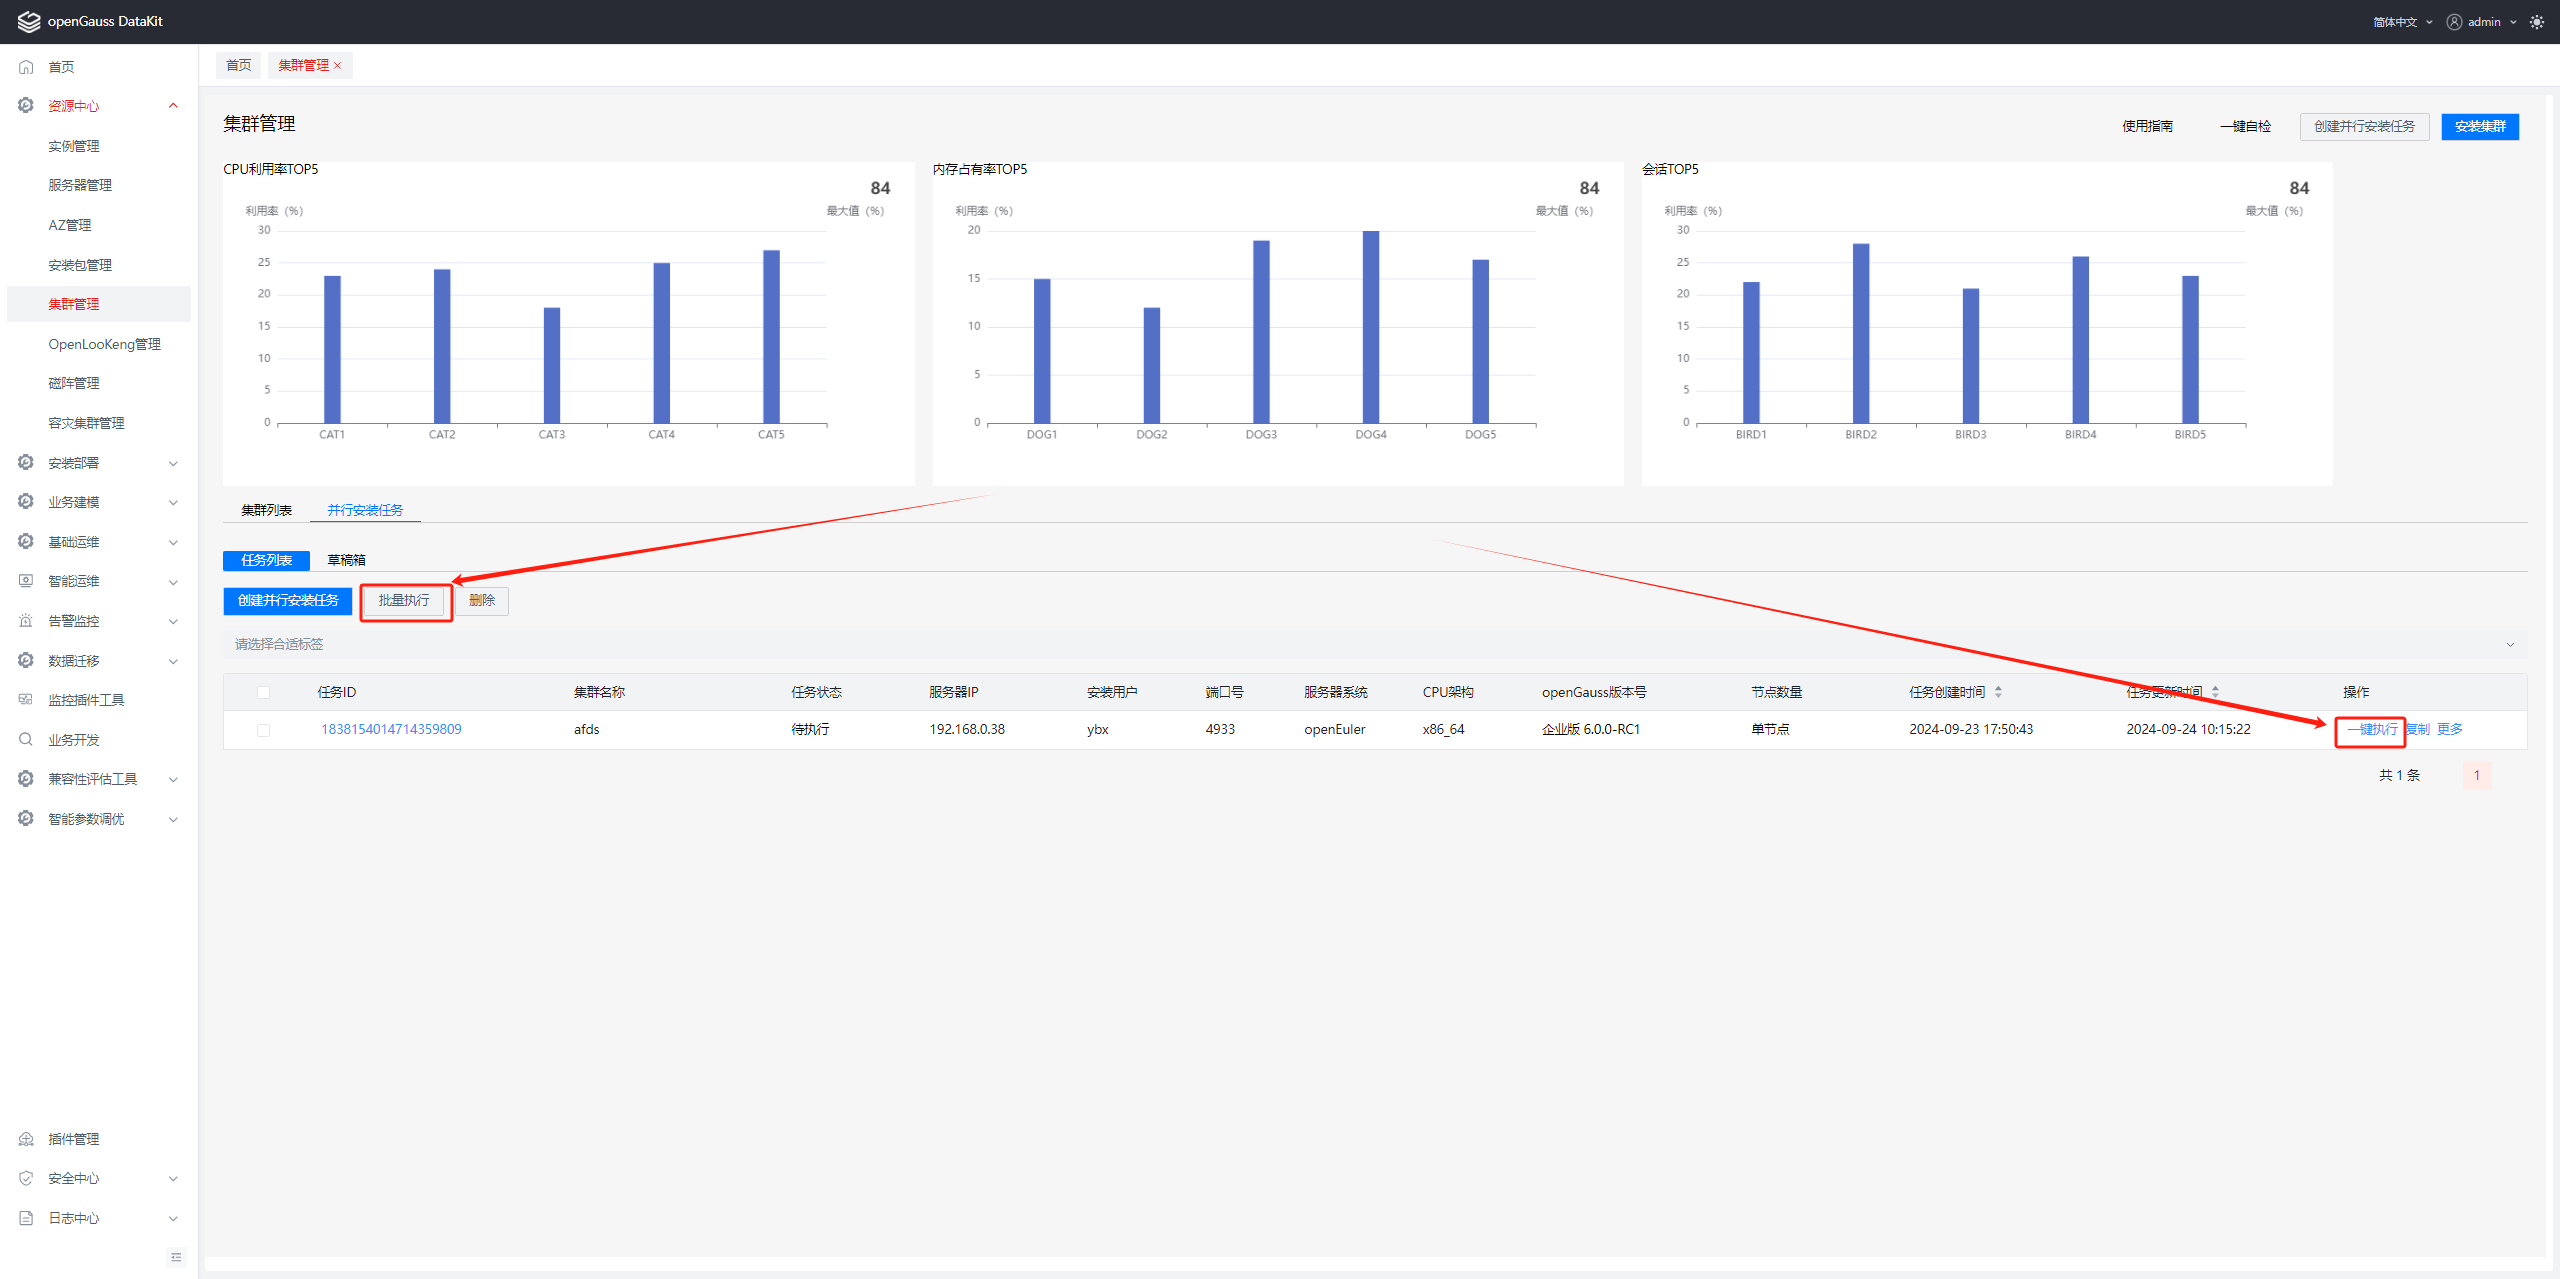 openGauss DataKit
简体中文
admin
首页
资源中心
实例管理
服务器管理
AZ管理
安装包管理
集群管理
OpenLooKeng管理
磁阵管理
容灾集群管理
安装部署
业务建模
基础运维
智能运维
告警监控
数据迁移
监控插件工具
业务开发
兼容性评估工具
智能参数调优
插件管理
安全中心
日志中心
首页
集群管理 ×
集群管理
使用指南
一键自检
创建并行安装任务
安装集群
CPU利用率TOP5
84
利用率（%）
最大值（%）
30
25
20
15
10
5
0
CAT1 CAT2 CAT3 CAT4 CAT5
内存占有率TOP5
84
利用率（%）
最大值（%）
20
15
10
5
0
DOG1 DOG2 DOG3 DOG4 DOG5
会话TOP5
84
利用率（%）
最大值（%）
30
25
20
15
10
5
0
BIRD1 BIRD2 BIRD3 BIRD4 BIRD5
集群列表 并行安装任务
任务列表 草稿箱
创建并行安装任务 批量执行 删除
请选择合适标签
任务ID 集群名称 任务状态 服务器IP 安装用户 端口号 服务器系统 CPU架构 openGauss版本号 节点数量 任务创建时间 任务更新时间 操作
1838154014714359809 afds 待执行 192.168.0.38 ybx 4933 openEuler x86_64 企业版 6.0.0-RC1 单节点 2024-09-23 17:50:43 2024-09-24 10:15:22 一键执行 复制 更多
共 1 条 1